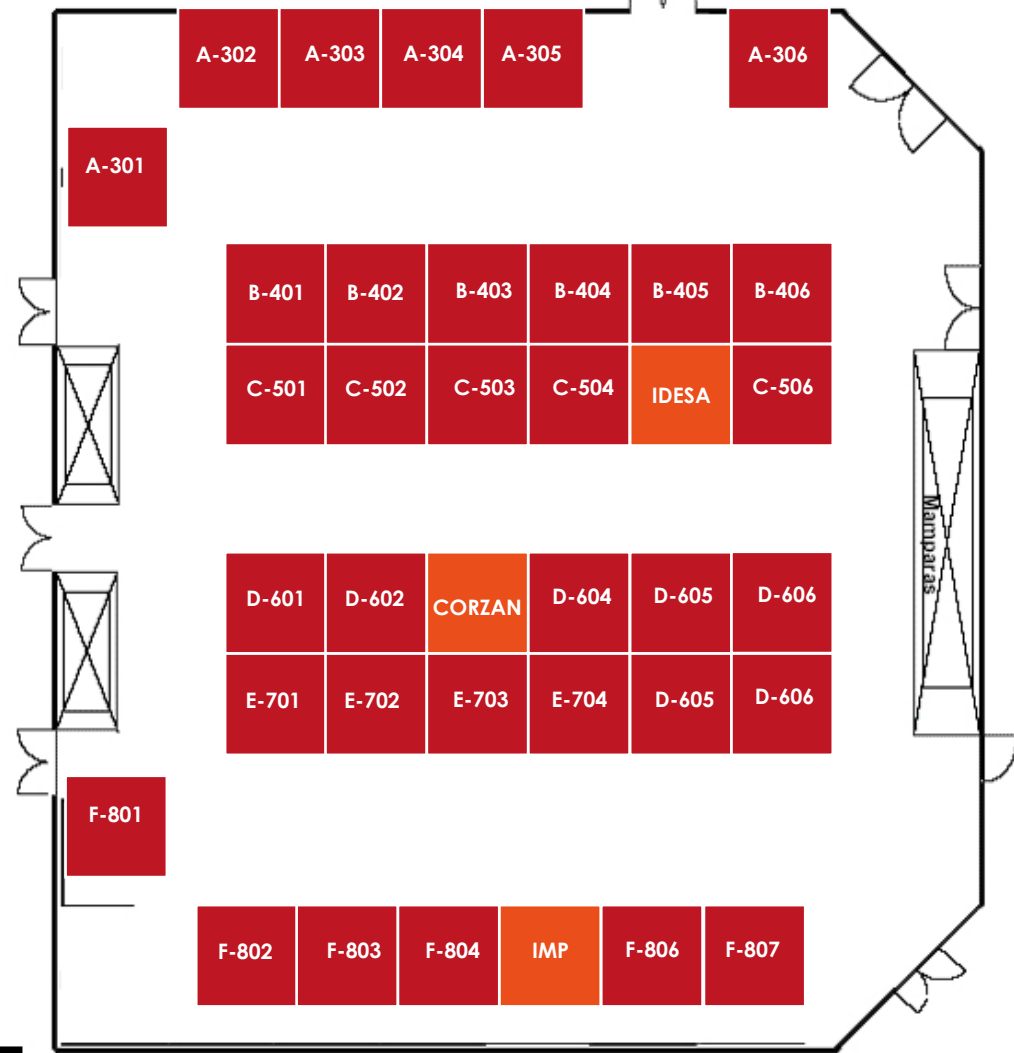 A-302
A-303
A-304
A-305
A-306
A-301
B-401
B-402
B-403
B-404
B-405
B-406
C-501
C-502
C-503
C-504
IDESA
C-506
Mamparas
D-601
D-602
CORZAN
D-604
D-605
D-606
E-701
E-702
E-703
E-704
D-605
D-606
F-801
F-802
F-803
F-804
IMP
F-806
F-807